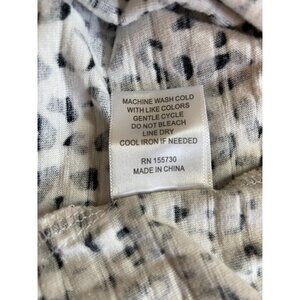 MACHINE WASH COLD
WITH LIKE COLORS
GENTLE CYCLE
DO NOT BLEACH
LINE DRY
COOL IRON IF NEEDED
RN 155730
MADE IN CHINA